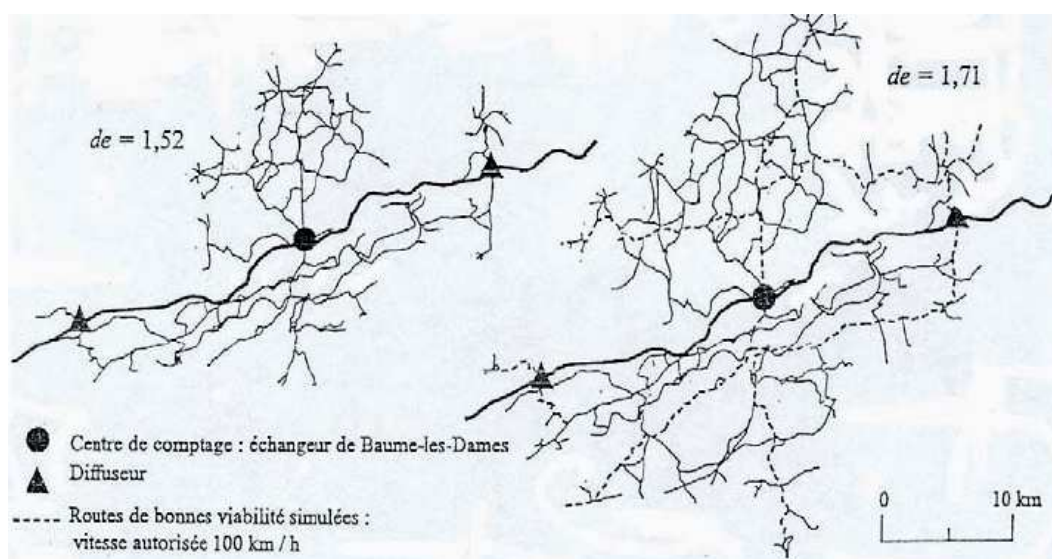 de = 1,52
de = 1,71
Centre de comptage : échangeur de Baume-les-Dames
Diffuseur
Routes de bonnes viabilité simulées :
vitesse autorisée 100 km / h
0 10 km